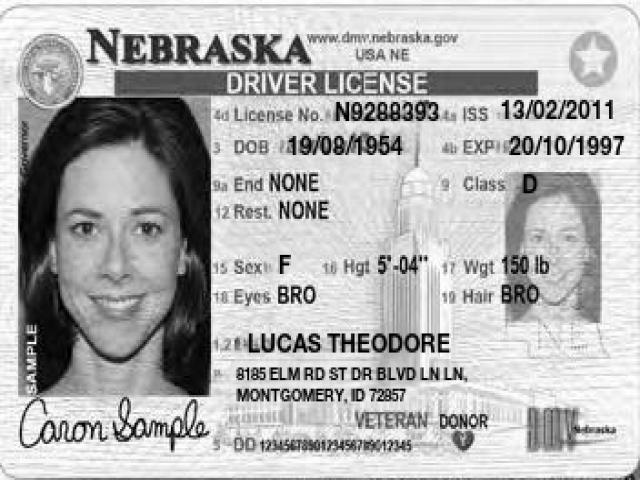 NEBRASKA www.dmv.nebraska.gov
USA NE
DRIVER LICENSE
4d License No. N9288393 4a ISS 13/02/2011
3 DOB 19/08/1954 4b EXP 20/10/1997
9a End NONE 9 Class D
12 Rest. NONE
15 Sex F 16 Hgt 5'-04" 17 Wgt 150 lb
18 Eyes BRO 19 Hair BRO
1,2 LUCAS THEODORE
8185 ELM RD ST DR BLVD LN LN,
MONTGOMERY, ID 72857
VETERAN DONOR
5 DD 1234567890123456789012345
Governor
SAMPLE
Caron Sample
DMV Nebraska